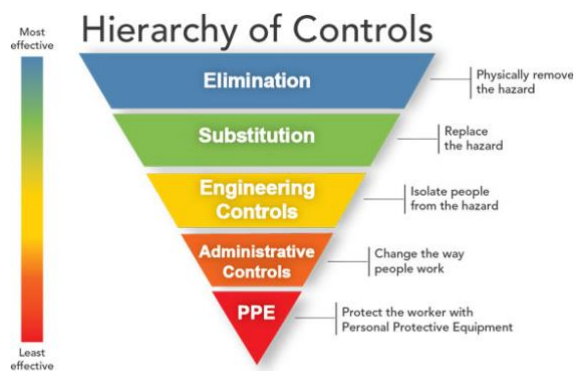 Hierarchy of Controls
Most
effective
Elimination
Physically remove
the hazard
Substitution
Replace
the hazard
Engineering
Controls
Isolate people
from the hazard
Administrative
Controls
Change the way
people work
PPE
Protect the worker with
Personal Protective Equipment
Least
effective